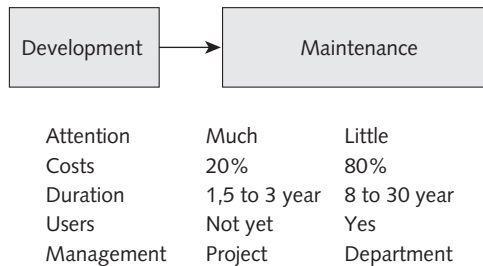 Development Maintenance
Attention Much Little
Costs 20% 80%
Duration 1,5 to 3 year 8 to 30 year
Users Not yet Yes
Management Project Department